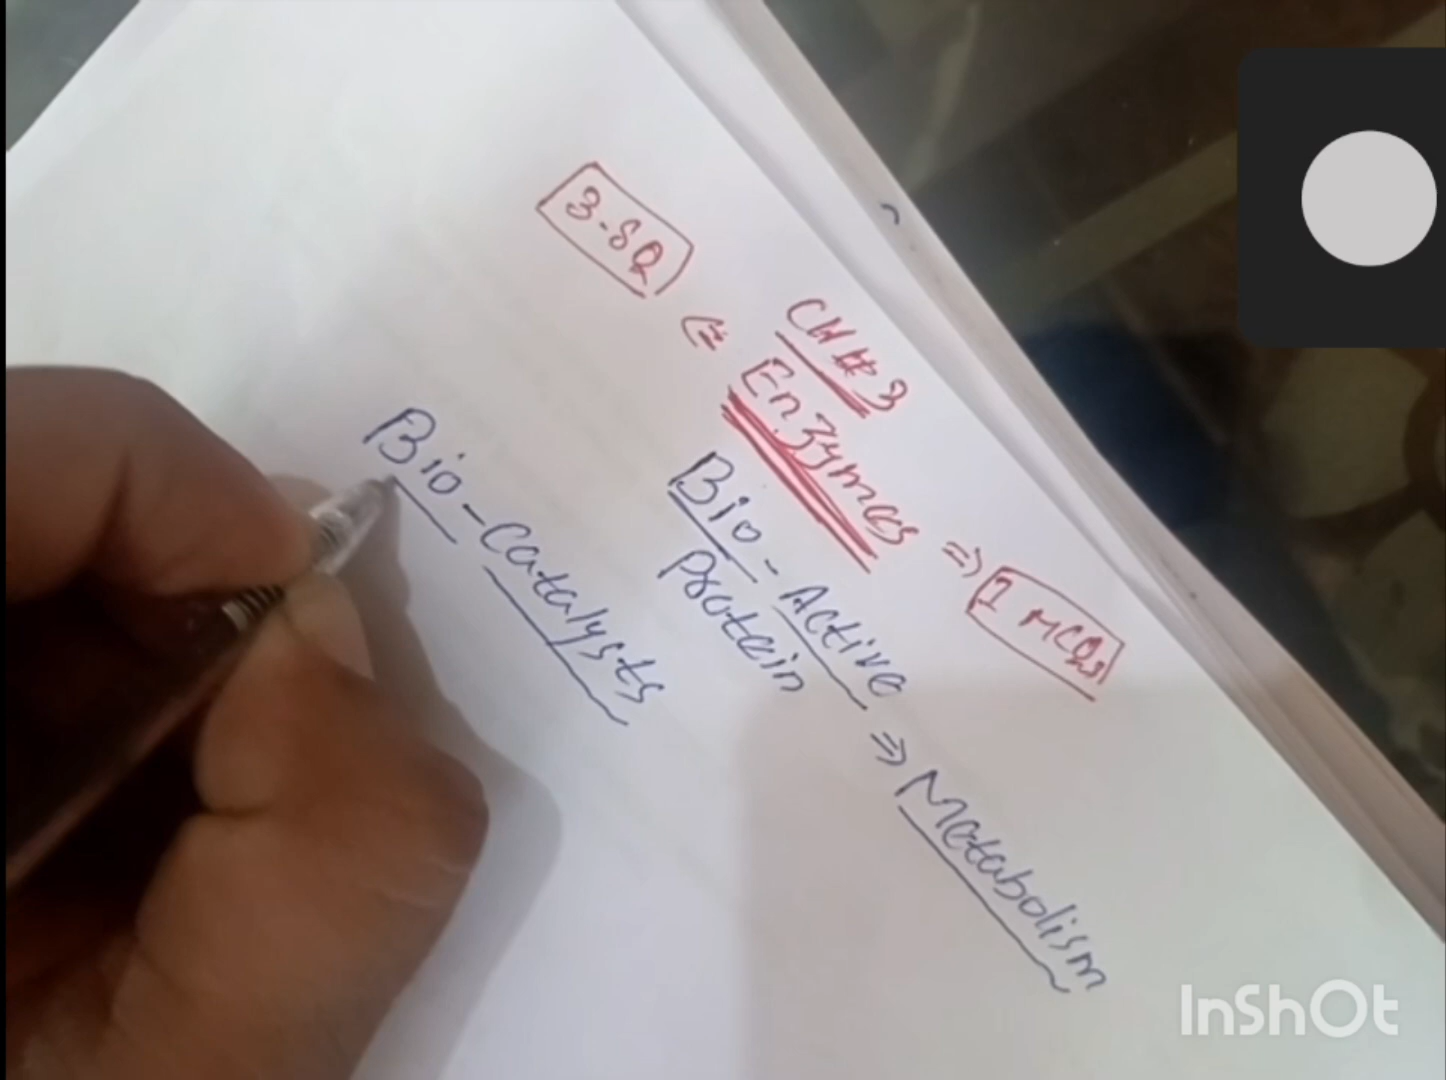 CH # 3
3-SQ <= Enzymes => 1 MCQs
Bio-Active => Metabolism
Protein
Bio-Catalysts
InShOt